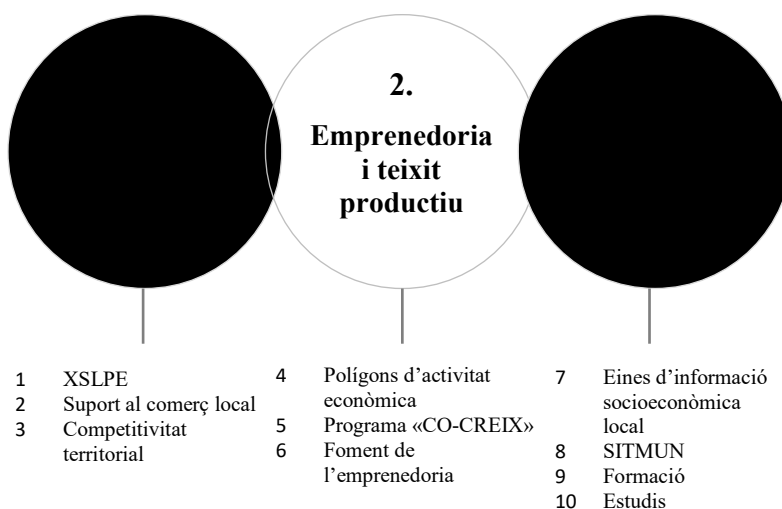 2.
Emprenedoria
i teixit
productiu
1 XSLPE
2 Suport al comerç local
3 Competitivitat
territorial
4 Polígons d’activitat
econòmica
5 Programa «CO-CREIX»
6 Foment de
l’emprenedoria
7 Eines d’informació
socioeconòmica
local
8 SITMUN
9 Formació
10 Estudis